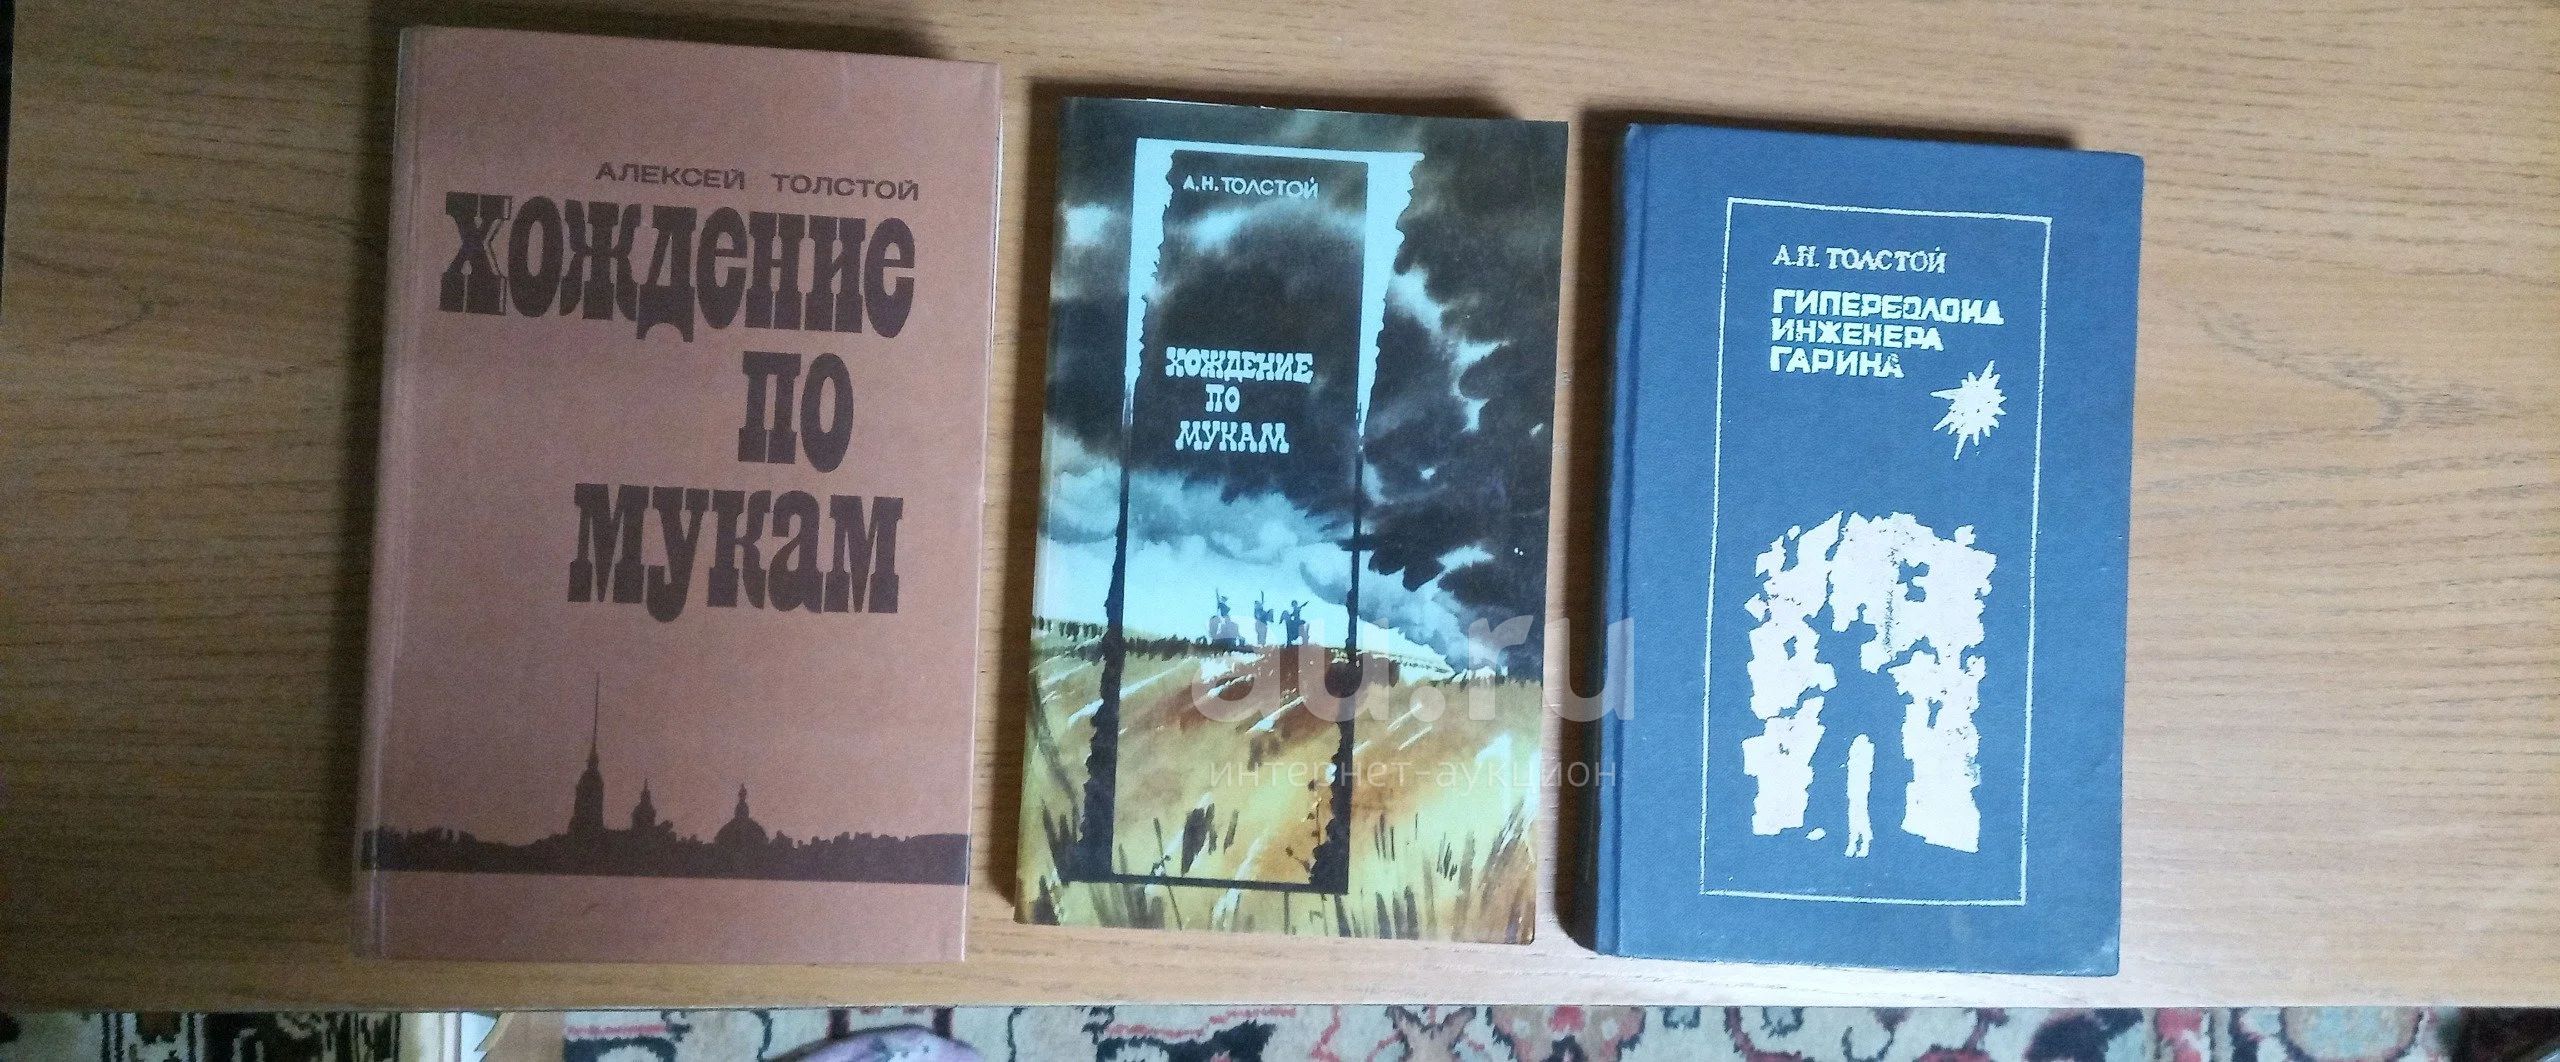 АЛЕКСЕЙ ТОЛСТОЙ
ХОЖДЕНИЕ
ПО
МУКАМ
А.Н.ТОЛСТОЙ
ХОЖДЕНИЕ
ПО
МУКАМ
А.Н. ТОЛСТОЙ
ГИПЕРБОЛОИД
ИНЖЕНЕРА
ГАРИНА
au.ru
интернет-аукцион